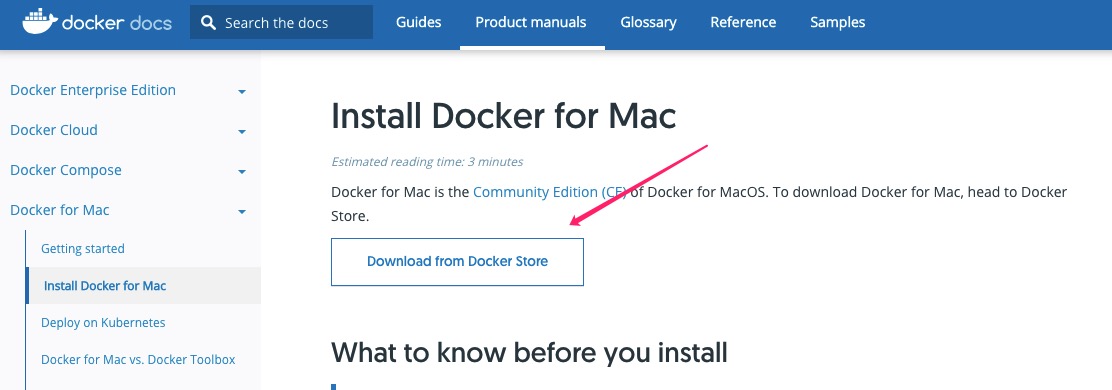 docker docs
Search the docs
Guides
Product manuals
Glossary
Reference
Samples
Docker Enterprise Edition
Docker Cloud
Docker Compose
Docker for Mac
Getting started
Install Docker for Mac
Deploy on Kubernetes
Docker for Mac vs. Docker Toolbox
Install Docker for Mac
Estimated reading time: 3 minutes
Docker for Mac is the Community Edition (CE) of Docker for MacOS. To download Docker for Mac, head to Docker
Store.
Download from Docker Store
What to know before you install